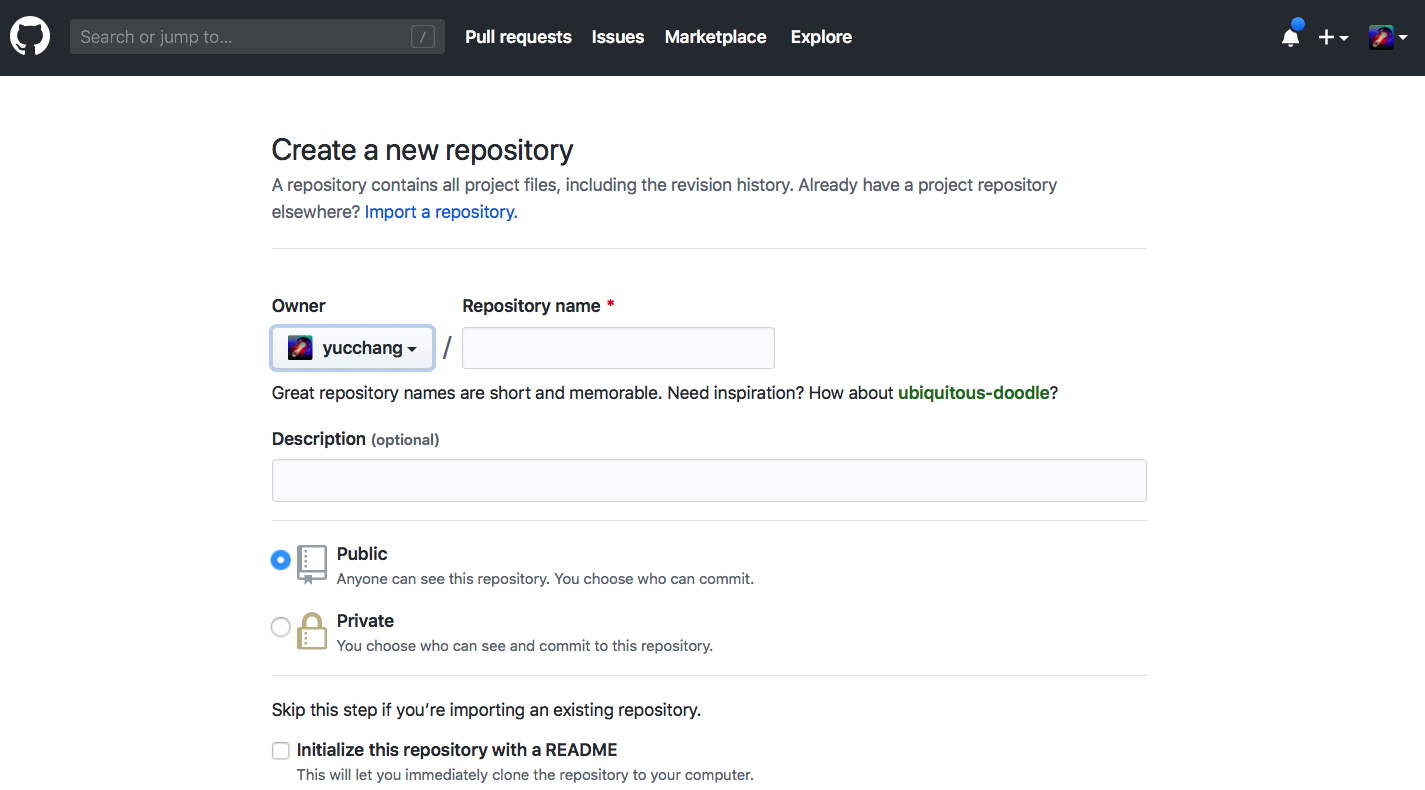 Search or jump to...
/
Pull requests
Issues
Marketplace
Explore
Create a new repository
A repository contains all project files, including the revision history. Already have a project repository
elsewhere? Import a repository.
Owner
Repository name *
yucchang
/
Great repository names are short and memorable. Need inspiration? How about ubiquitous-doodle?
Description (optional)
Public
Anyone can see this repository. You choose who can commit.
Private
You choose who can see and commit to this repository.
Skip this step if you’re importing an existing repository.
Initialize this repository with a README
This will let you immediately clone the repository to your computer.